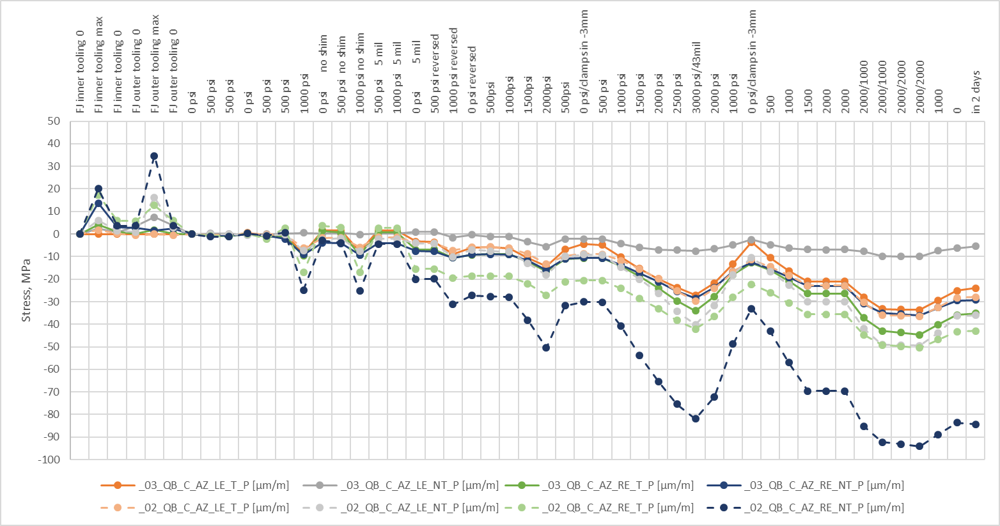 FJ inner tooling 0
FJ inner tooling max
FJ inner tooling 0
FJ outer tooling 0
FJ outer tooling max
FJ outer tooling 0
0 psi
500 psi
500 psi
0 psi
500 psi
500 psi
1000 psi
0 psi no shim
500 psi no shim
1000 psi no shim
500 psi 5 mil
1000 psi 5 mil
0 psi 5 mil
500 psi reversed
1000 psi reversed
0 psi reversed
500psi
1000psi
1500psi
2000psi
500psi
0 psi/clamps in -3mm
500 psi
1000 psi
1500 psi
2000 psi
2500 psi
3000 psi/43mil
2000 psi
1000 psi
0 psi/clamps in -3mm
500
1000
1500
2000
2000
2000/1000
2000/1000
2000/2000
2000/2000
1000
0
in 2 days
50
40
30
20
10
0
-10
-20
-30
-40
-50
-60
-70
-80
-90
-100
Stress, MPa
_03_QB_C_AZ_LE_T_P [µm/m]
_03_QB_C_AZ_LE_NT_P [µm/m]
_03_QB_C_AZ_RE_T_P [µm/m]
_03_QB_C_AZ_RE_NT_P [µm/m]
_02_QB_C_AZ_LE_T_P [µm/m]
_02_QB_C_AZ_LE_NT_P [µm/m]
_02_QB_C_AZ_RE_T_P [µm/m]
_02_QB_C_AZ_RE_NT_P [µm/m]